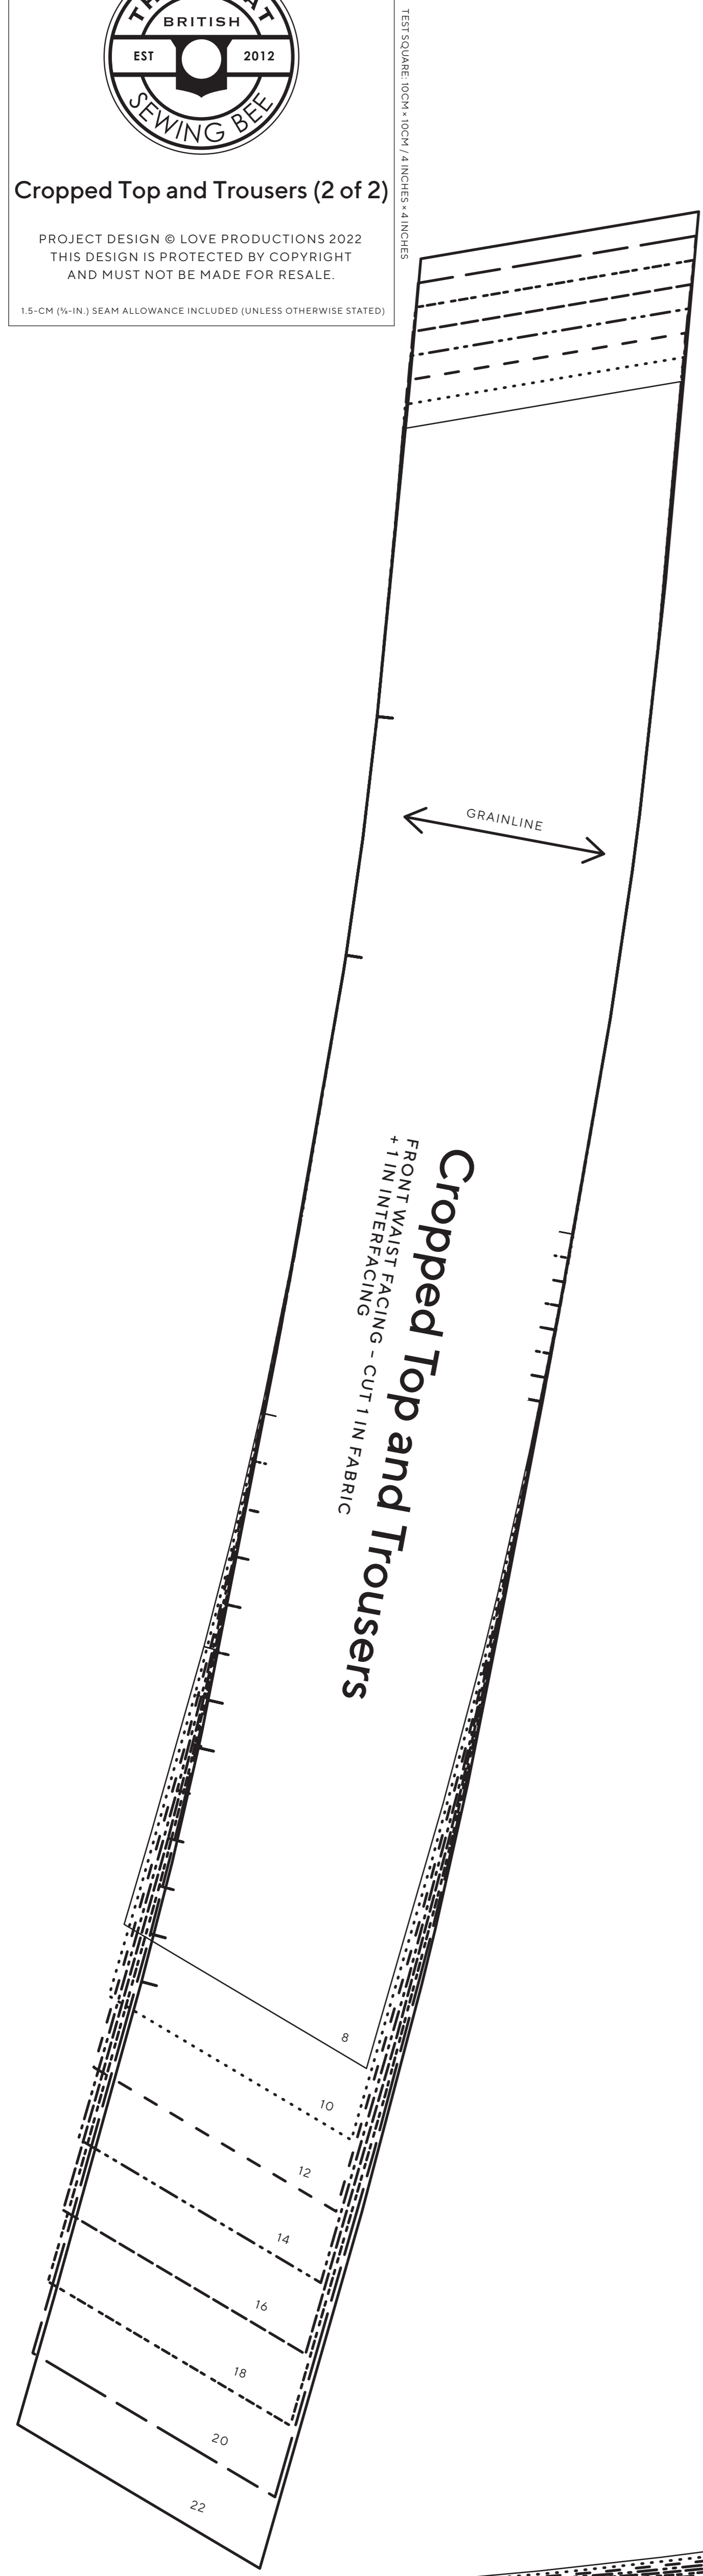 BRITISH
EST 2012
SEWING BEE
Cropped Top and Trousers (2 of 2)
PROJECT DESIGN © LOVE PRODUCTIONS 2022
THIS DESIGN IS PROTECTED BY COPYRIGHT
AND MUST NOT BE MADE FOR RESALE.
1.5-CM (⅝-IN.) SEAM ALLOWANCE INCLUDED (UNLESS OTHERWISE STATED)
TEST SQUARE: 10CM × 10CM / 4 INCHES × 4 INCHES
GRAINLINE
Cropped Top and Trousers
FRONT WAIST FACING – CUT 1 IN FABRIC
+ 1 IN INTERFACING
8
10
12
14
16
18
20
22